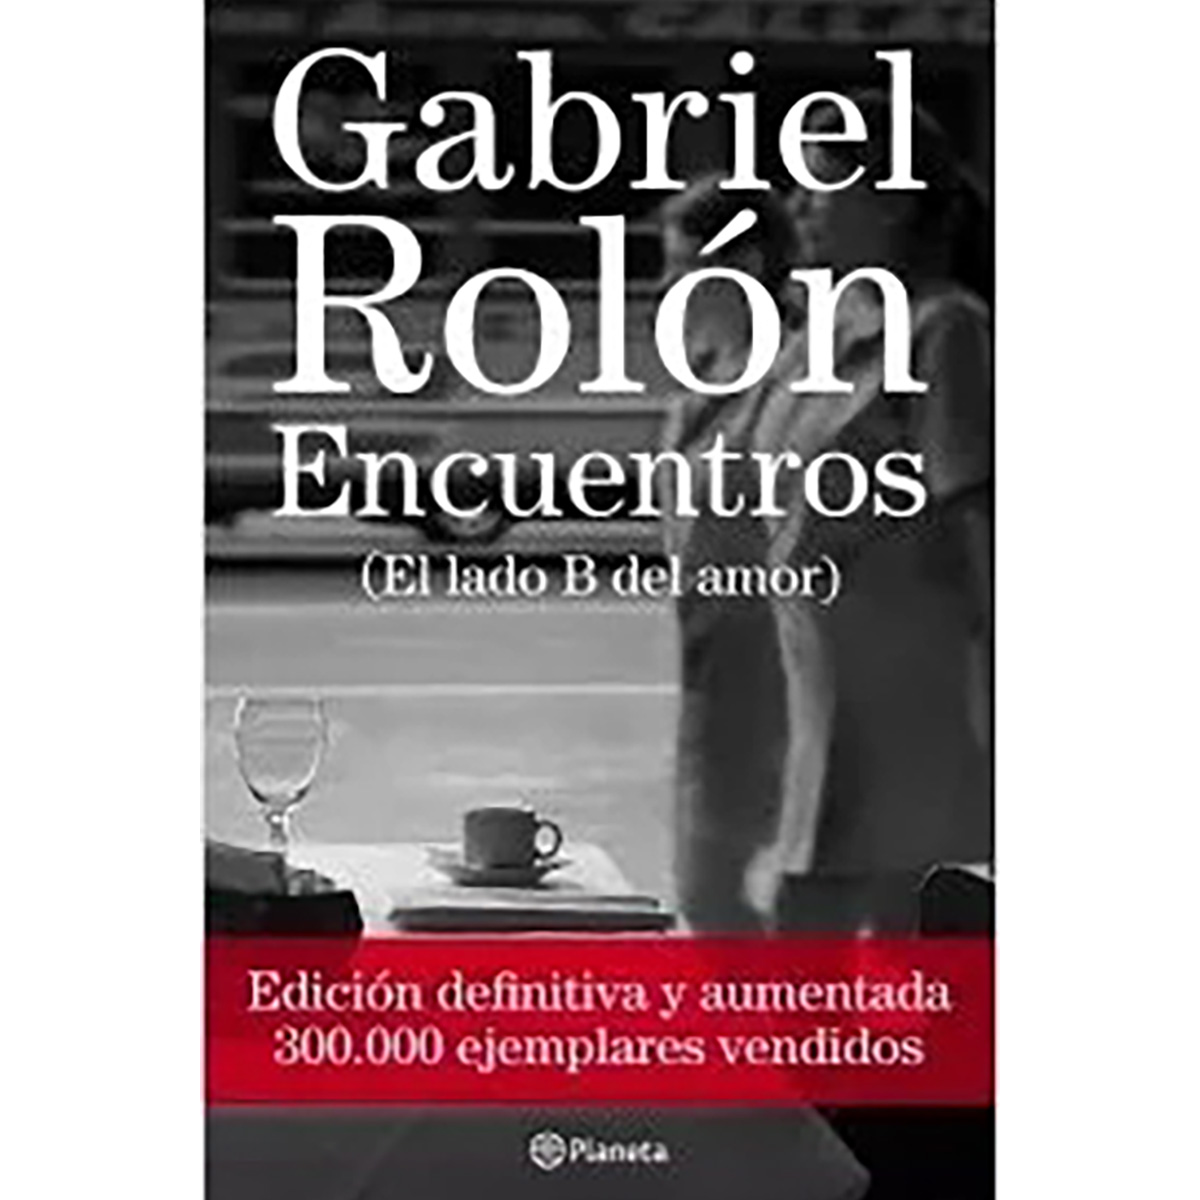 Gabriel
Rolón
Encuentros
(El lado B del amor)
Edición definitiva y aumentada
300.000 ejemplares vendidos
Planeta